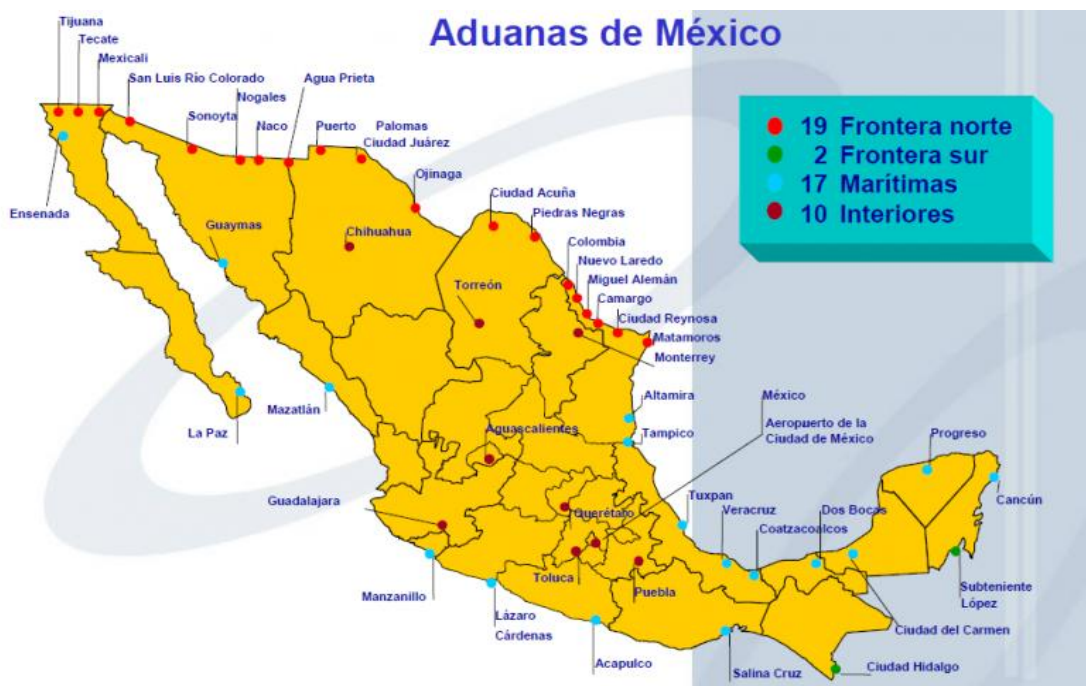 Aduanas de México
19 Frontera norte
2 Frontera sur
17 Marítimas
10 Interiores
Tijuana
Tecate
Mexicali
San Luis Río Colorado
Sonoyta
Nogales
Naco
Agua Prieta
Puerto
Palomas
Ciudad Juárez
Ojinaga
Ciudad Acuña
Piedras Negras
Colombia
Nuevo Laredo
Miguel Alemán
Camargo
Ciudad Reynosa
Matamoros
Monterrey
Ensenada
Guaymas
Chihuahua
Torreón
La Paz
Mazatlán
Altamira
Tampico
México
Aeropuerto de la
Ciudad de México
Aguascalientes
Guadalajara
Querétaro
Tuxpan
Veracruz
Coatzacoalcos
Dos Bocas
Progreso
Cancún
Manzanillo
Toluca
Puebla
Subteniente
López
Lázaro
Cárdenas
Acapulco
Salina Cruz
Ciudad del Carmen
Ciudad Hidalgo